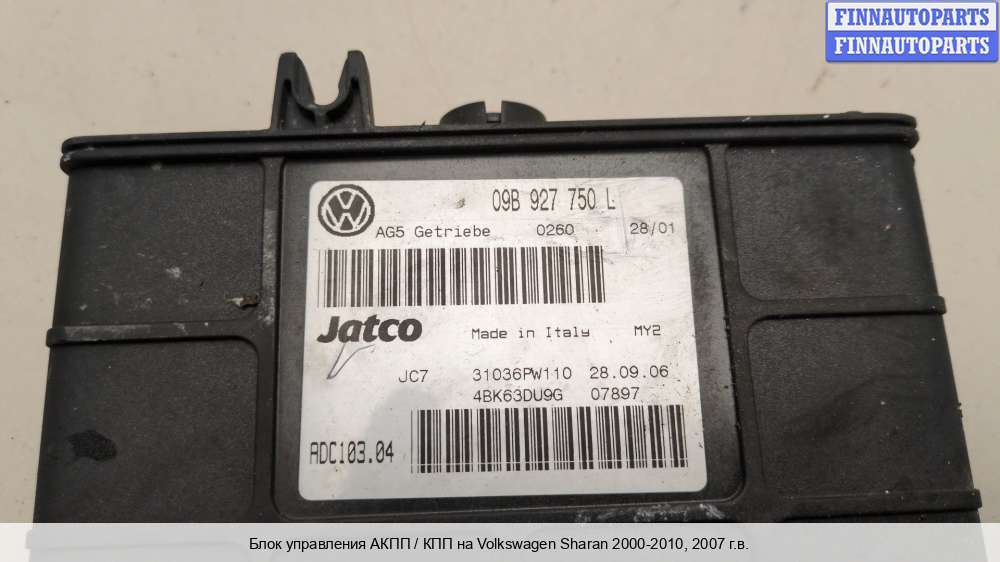 FINNAUTOPARTS
FINNAUTOPARTS
09B 927 750 L
AG5 Getriebe 0260 28/01
Jatco Made in Italy MY2
JC7 31036PW110 28.09.06
4BK63DU9G 07897
ADC103.04
Блок управления АКПП / КПП на Volkswagen Sharan 2000-2010, 2007 г.в.